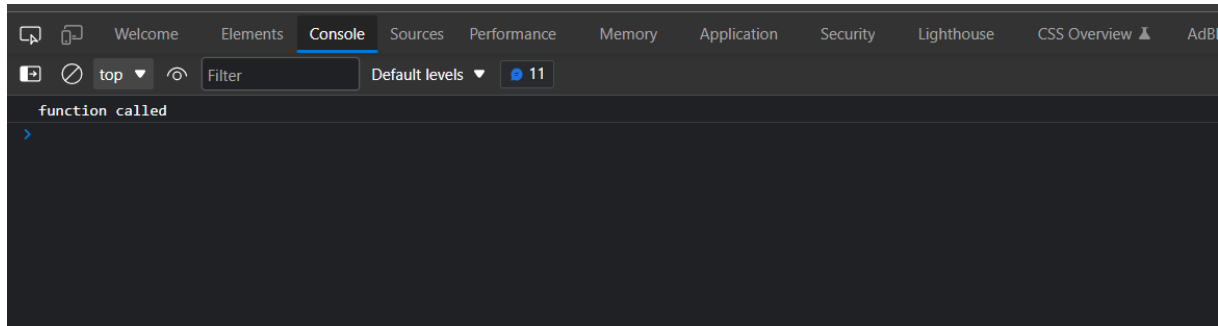 Welcome Elements Console Sources Performance Memory Application Security Lighthouse CSS Overview
top Filter Default levels 11
function called